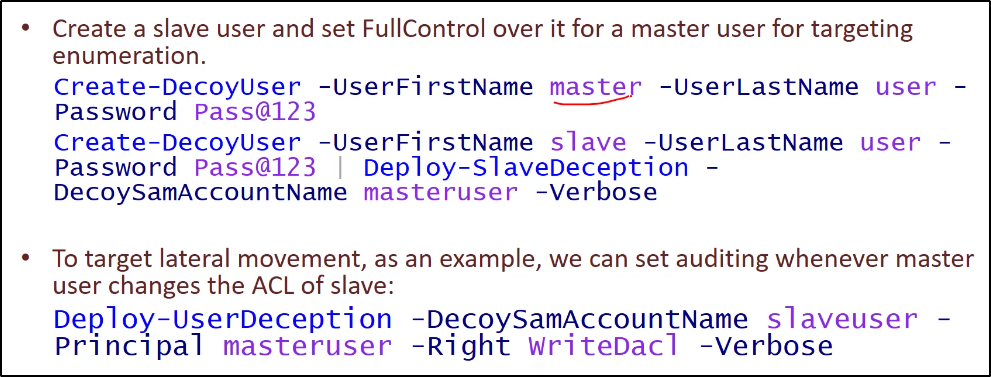 • Create a slave user and set FullControl over it for a master user for targeting
enumeration.
Create-DecoyUser -UserFirstName master -UserLastName user -
Password Pass@123
Create-DecoyUser -UserFirstName slave -UserLastName user -
Password Pass@123 | Deploy-SlaveDeception -
DecoySamAccountName masteruser -Verbose
• To target lateral movement, as an example, we can set auditing whenever master
user changes the ACL of slave:
Deploy-UserDeception -DecoySamAccountName slaveuser -
Principal masteruser -Right WriteDacl -Verbose